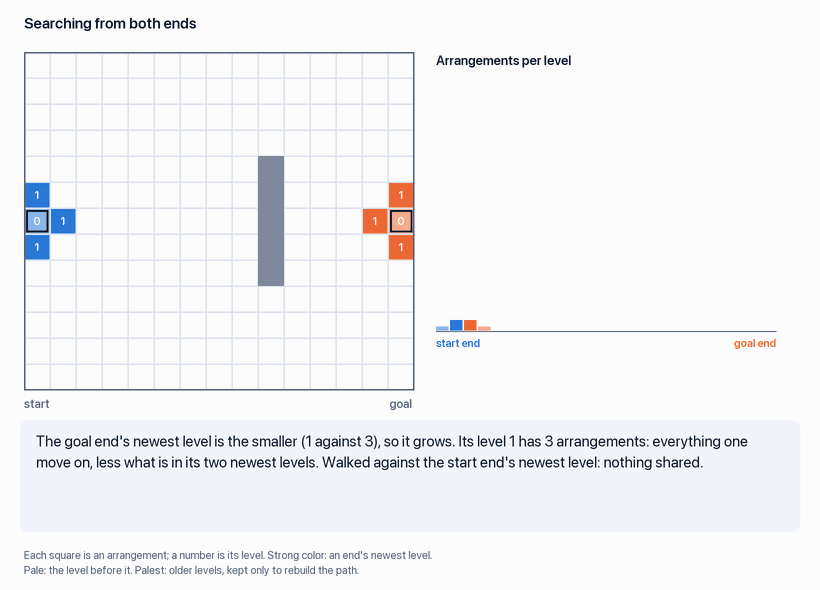 Searching from both ends
Arrangements per level
1 1
0 1 1 0
1 1
start end goal end
start goal
The goal end's newest level is the smaller (1 against 3), so it grows. Its level 1 has 3 arrangements: everything one
move on, less what is in its two newest levels. Walked against the start end's newest level: nothing shared.
Each square is an arrangement; a number is its level. Strong color: an end's newest level.
Pale: the level before it. Palest: older levels, kept only to rebuild the path.